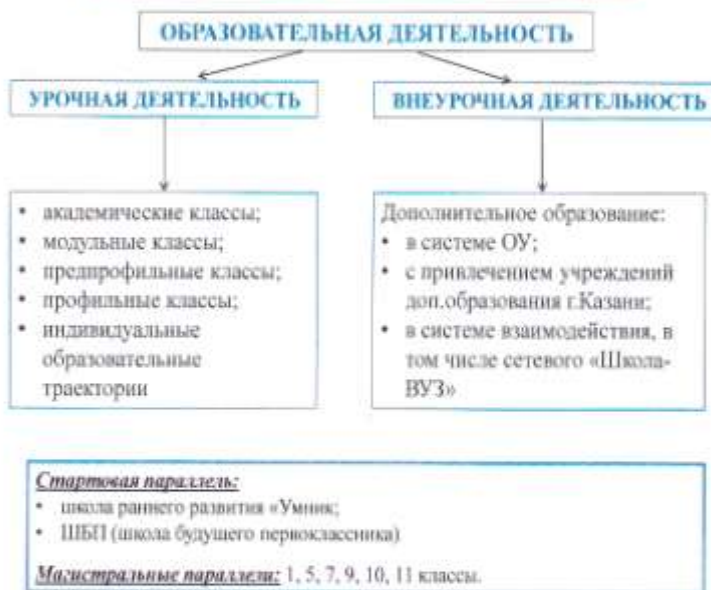 ОБРАЗОВАТЕЛЬНАЯ ДЕЯТЕЛЬНОСТЬ
УРОЧНАЯ ДЕЯТЕЛЬНОСТЬ
ВНЕУРОЧНАЯ ДЕЯТЕЛЬНОСТЬ
• академические классы;
• модульные классы;
• предпрофильные классы;
• профильные классы;
• индивидуальные
образовательные
траектории
Дополнительное образование:
• в системе ОУ;
• с привлечением учреждений
доп.образования г.Казани;
• в системе взаимодействия, в
том числе сетевого «Школа-
ВУЗ»
Стартовая параллель:
• школа раннего развития «Умник;
• ШБП (школа будущего первоклассника)
Магистральные параллели: 1, 5, 7, 9, 10, 11 классы.